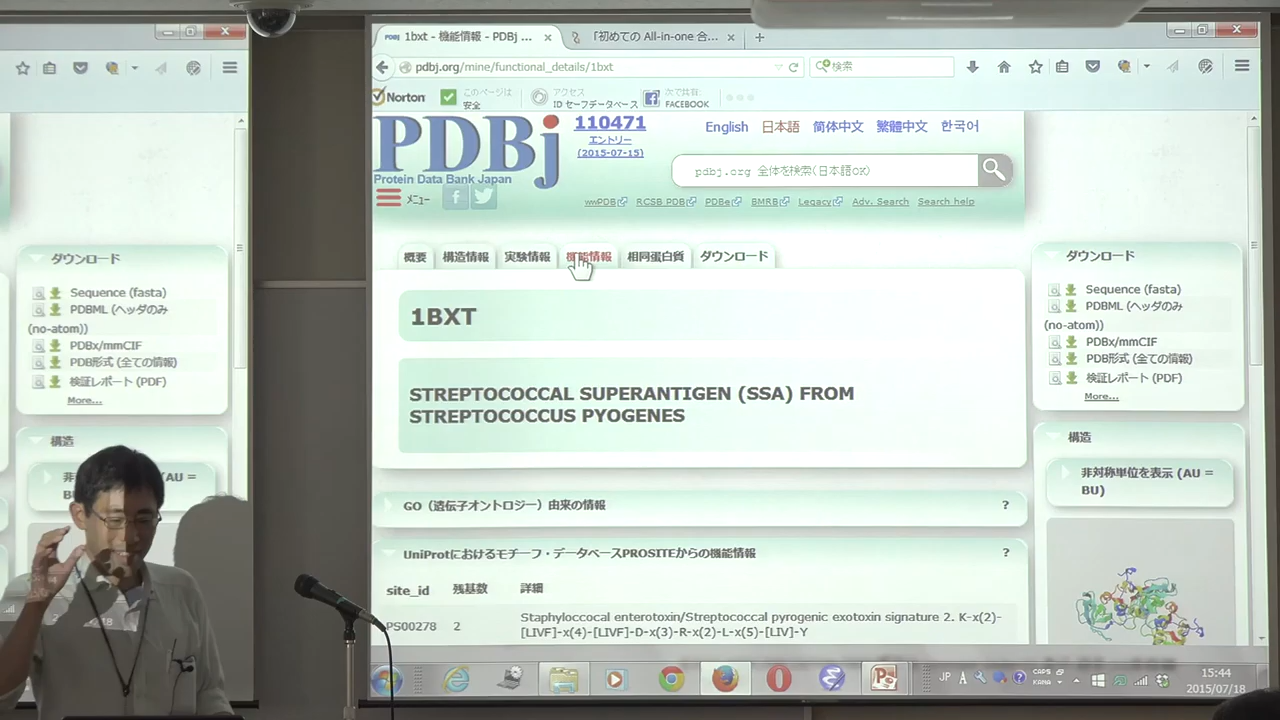 ダウンロード
Sequence (fasta)
PDBML (ヘッダのみ
(no-atom))
PDBx/mmCIF
PDB形式 (全ての情報)
検証レポート (PDF)
More...
構造
(AU =
1bxt - 機能情報 - PDBj ...
「初めての All-in-one 合...
pdbj.org/mine/functional_details/1bxt
検索
Norton
このページは
安全
アクセス
ID セーフデータベース
次で共有:
FACEBOOK
PDBj
Protein Data Bank Japan
110471
エントリー
(2015-07-15)
English 日本語 简体中文 繁體中文 한국어
pdbj.org 全体を検索(日本語OK)
メニュー
wwPDB RCSB PDB PDBe BMRB Legacy Adv. Search Search help
概要 構造情報 実験情報 機能情報 相同蛋白質 ダウンロード
1BXT
STREPTOCOCCAL SUPERANTIGEN (SSA) FROM
STREPTOCOCCUS PYOGENES
GO（遺伝子オントロジー）由来の情報 ?
UniProtにおけるモチーフ・データベースPROSITEからの機能情報 ?
site_id 残基数 詳細
PS00278 2 Staphyloccocal enterotoxin/Streptococcal pyrogenic exotoxin signature 2. K-x(2)-
[LIVF]-x(4)-[LIVF]-D-x(3)-R-x(2)-L-x(5)-[LIV]-Y
ダウンロード
Sequence (fasta)
PDBML (ヘッダのみ
(no-atom))
PDBx/mmCIF
PDB形式 (全ての情報)
検証レポート (PDF)
More...
構造
非対称単位を表示 (AU =
BU)
JP A CAPS
KANA
15:44
2015/07/18